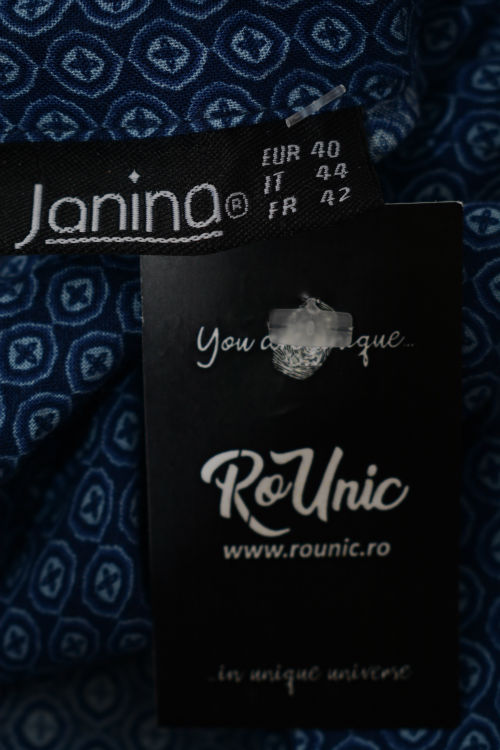 Janina®
EUR 40
IT 44
FR 42
You
RoUnic
www.rounic.ro
..in unique universe